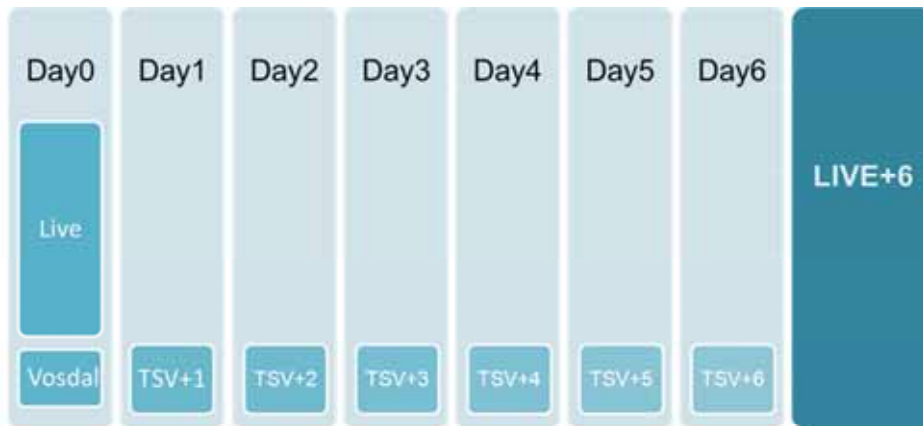 Day0 Day1 Day2 Day3 Day4 Day5 Day6
LIVE+6
Live
Vosdal TSV+1 TSV+2 TSV+3 TSV+4 TSV+5 TSV+6